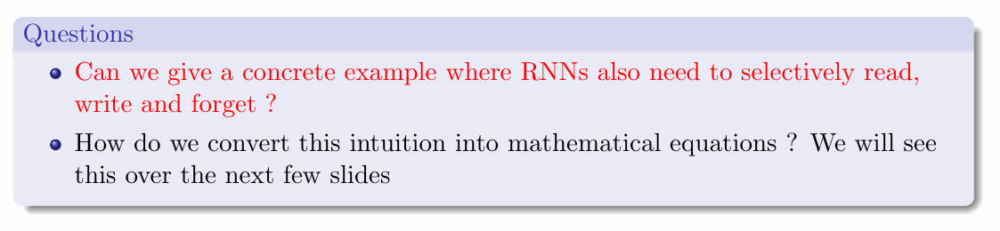 Questions
Can we give a concrete example where RNNs also need to selectively read,
write and forget ?
How do we convert this intuition into mathematical equations ? We will see
this over the next few slides